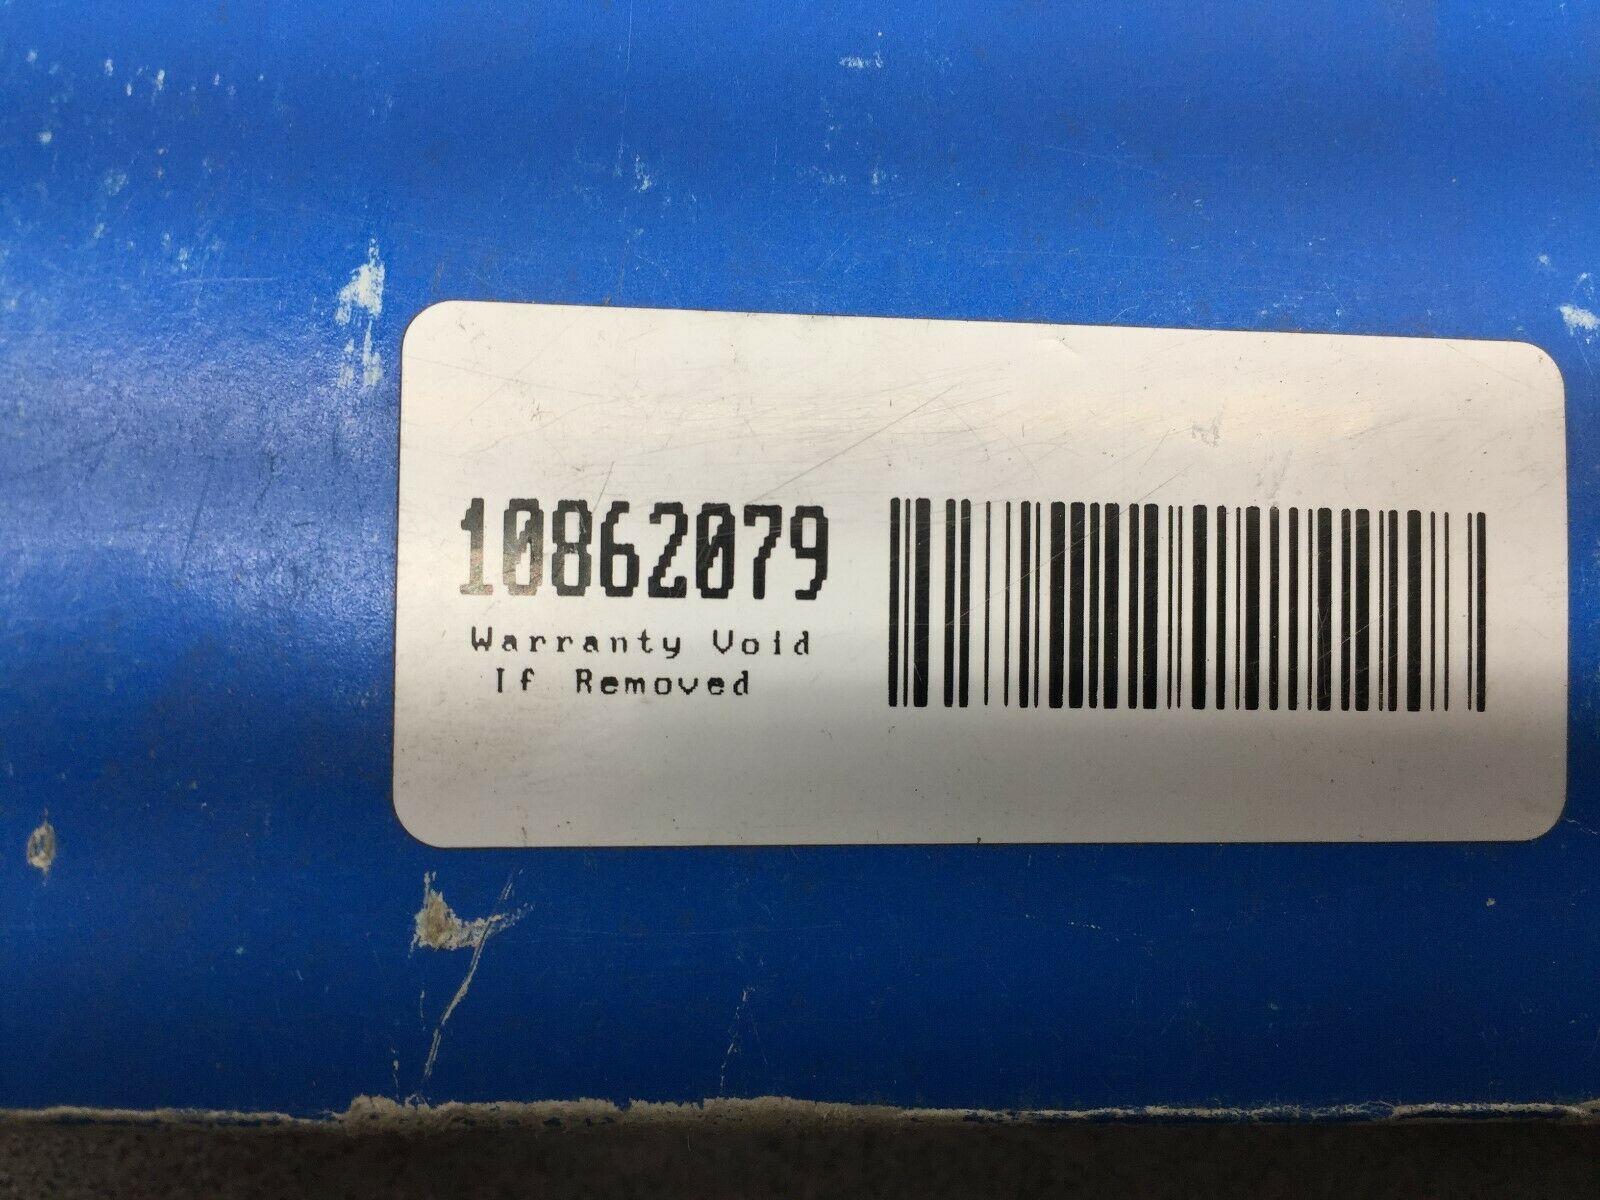 10862079
Warranty Void
If Removed